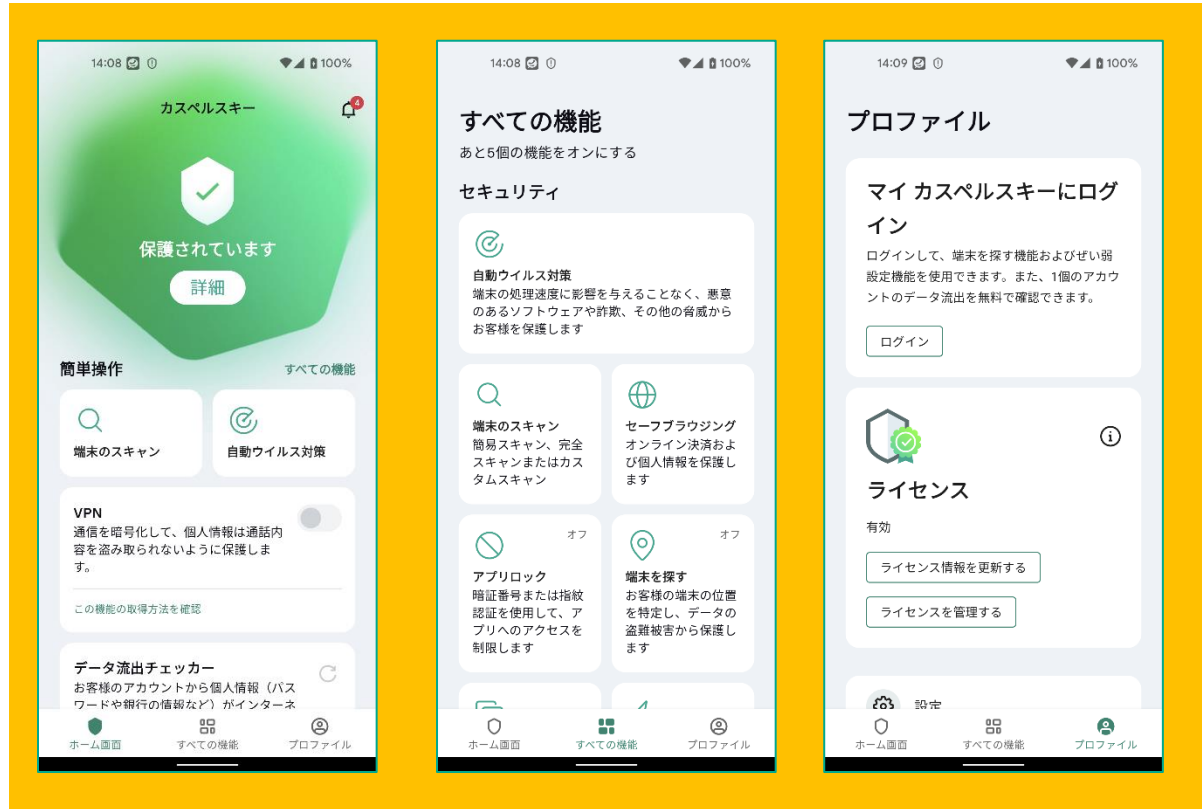 14:08
100%
カスペルスキー
4
保護されています
詳細
簡単操作
すべての機能
端末のスキャン
自動ウイルス対策
VPN
通信を暗号化して、個人情報は通話内
容を盗み取られないように保護しま
す。
この機能の取得方法を確認
データ流出チェッカー
お客様のアカウントから個人情報（パス
ワードや銀行の情報など）がインターネ
ホーム画面
すべての機能
プロファイル
14:08
100%
すべての機能
あと5個の機能をオンにする
セキュリティ
自動ウイルス対策
端末の処理速度に影響を与えることなく、悪意
のあるソフトウェアや詐欺、その他の脅威から
お客様を保護します
端末のスキャン
簡易スキャン、完全
スキャンまたはカス
タムスキャン
セーフブラウジング
オンライン決済およ
び個人情報を保護し
ます
オフ
アプリロック
暗証番号または指紋
認証を使用して、ア
プリへのアクセスを
制限します
オフ
端末を探す
お客様の端末の位置
を特定し、データの
盗難被害から保護し
ます
ホーム画面
すべての機能
プロファイル
14:09
100%
プロファイル
マイ カスペルスキーにログ
イン
ログインして、端末を探す機能およびぜい弱
設定機能を使用できます。また、1個のアカウ
ントのデータ流出を無料で確認できます。
ログイン
ライセンス
有効
ライセンス情報を更新する
ライセンスを管理する
設定
ホーム画面
すべての機能
プロファイル